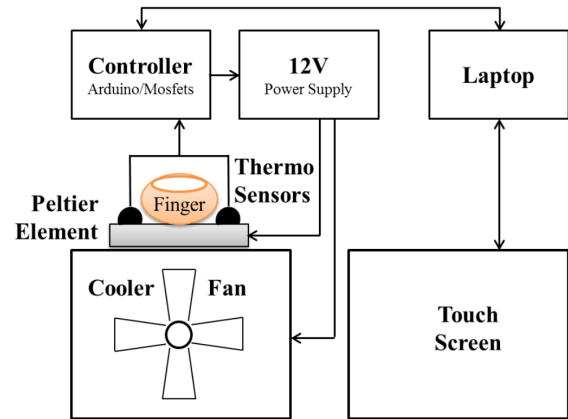 Controller
Arduino/Mosfets
12V
Power Supply
Laptop
Thermo
Sensors
Finger
Peltier
Element
Cooler Fan
Touch
Screen